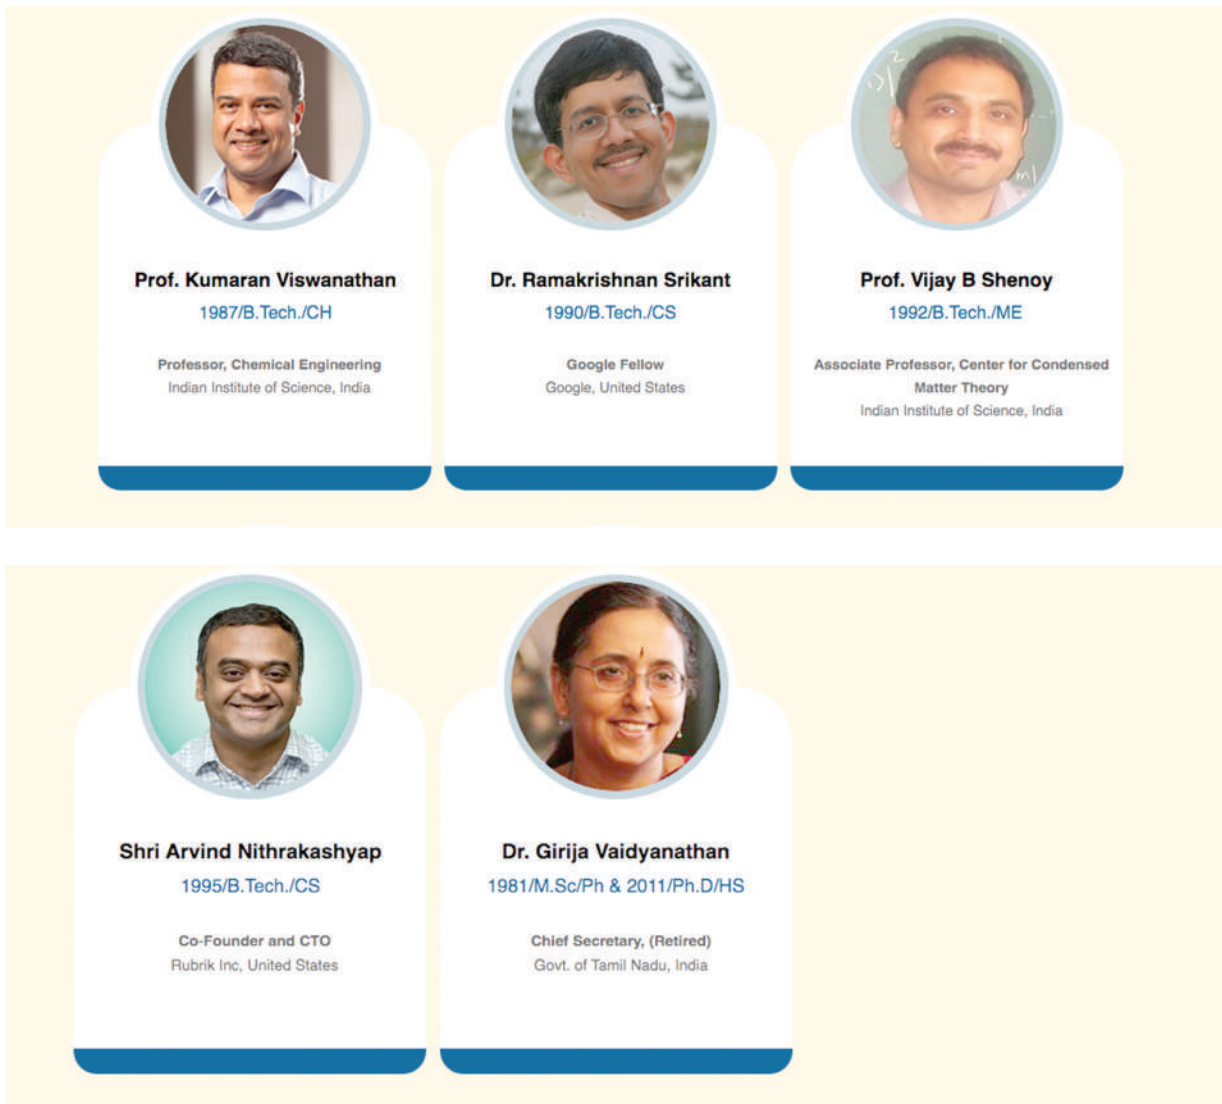 Prof. Kumaran Viswanathan
1987/B.Tech./CH
Professor, Chemical Engineering
Indian Institute of Science, India
Dr. Ramakrishnan Srikant
1990/B.Tech./CS
Google Fellow
Google, United States
Prof. Vijay B Shenoy
1992/B.Tech./ME
Associate Professor, Center for Condensed
Matter Theory
Indian Institute of Science, India
Shri Arvind Nithrakashyap
1995/B.Tech./CS
Co-Founder and CTO
Rubrik Inc, United States
Dr. Girija Vaidyanathan
1981/M.Sc/Ph & 2011/Ph.D/HS
Chief Secretary, (Retired)
Govt. of Tamil Nadu, India